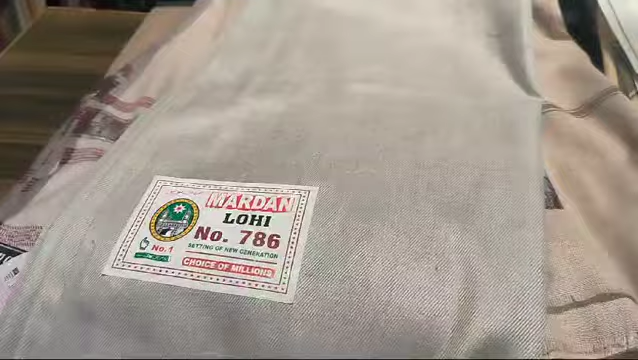 MARDAN
LOHI
No. 786
SETTING OF NEW GENERATION
No. 1
CHOICE OF MILLIONS